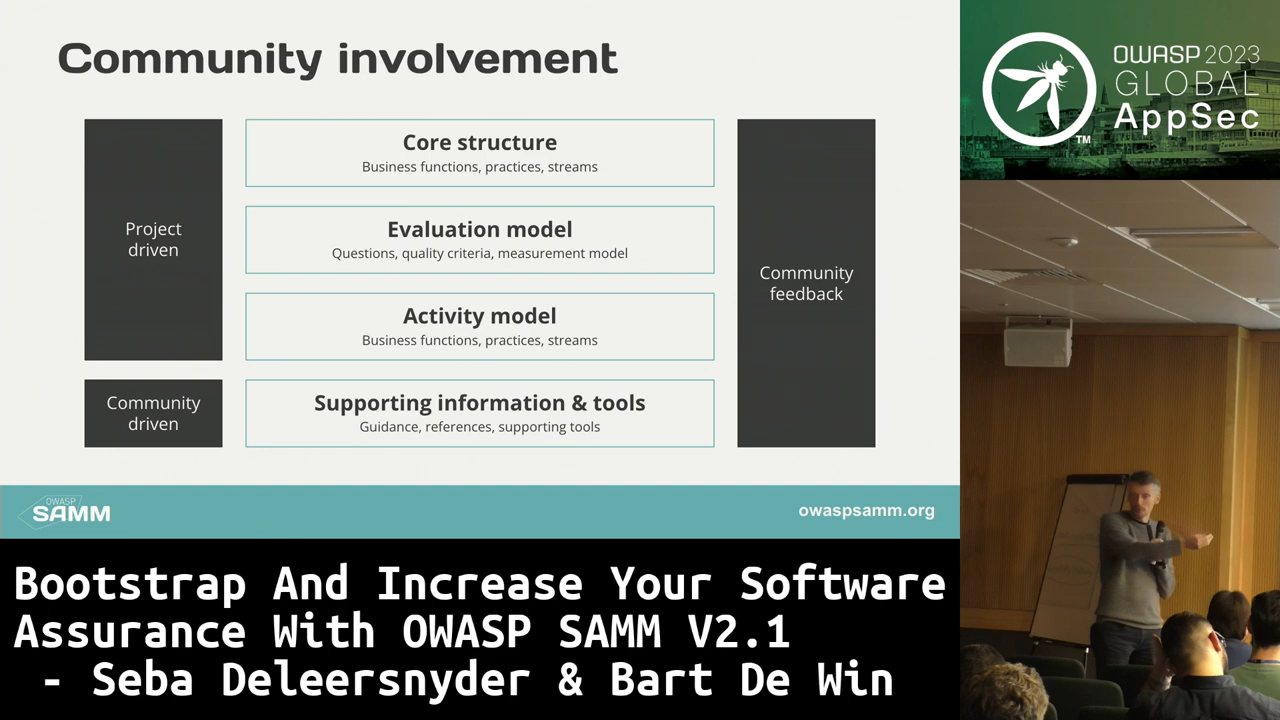 Community involvement
Project
driven
Core structure
Business functions, practices, streams
Evaluation model
Questions, quality criteria, measurement model
Activity model
Business functions, practices, streams
Community
feedback
Community
driven
Supporting information & tools
Guidance, references, supporting tools
OWASP
SAMM
owaspsamm.org
OWASP 2023
GLOBAL
AppSec
TM
Bootstrap And Increase Your Software
Assurance With OWASP SAMM V2.1
- Seba Deleersnyder & Bart De Win